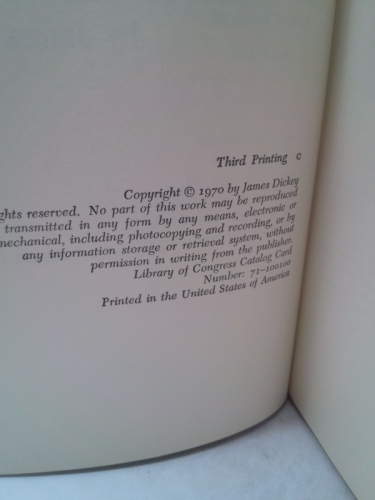 Third Printing c
Copyright © 1970 by James Dickey
ghts reserved. No part of this work may be reproduced
transmitted in any form by any means, electronic or
mechanical, including photocopying and recording, or by
any information storage or retrieval system, without
permission in writing from the publisher.
Library of Congress Catalog Card
Number: 71-100100
Printed in the United States of America